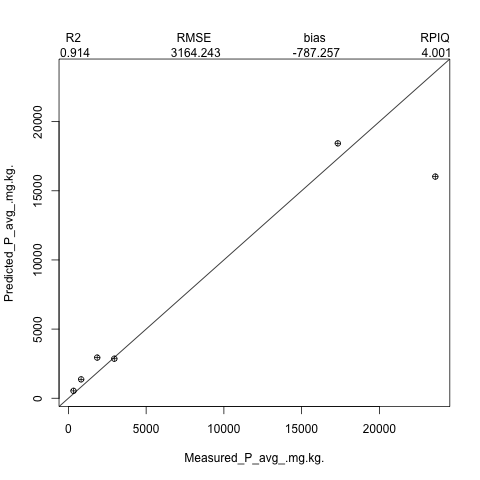 R2 RMSE bias RPIQ
0.914 3164.243 -787.257 4.001
Predicted_P_avg_.mg.kg.
20000
15000
10000
5000
0
0 5000 10000 15000 20000
Measured_P_avg_.mg.kg.